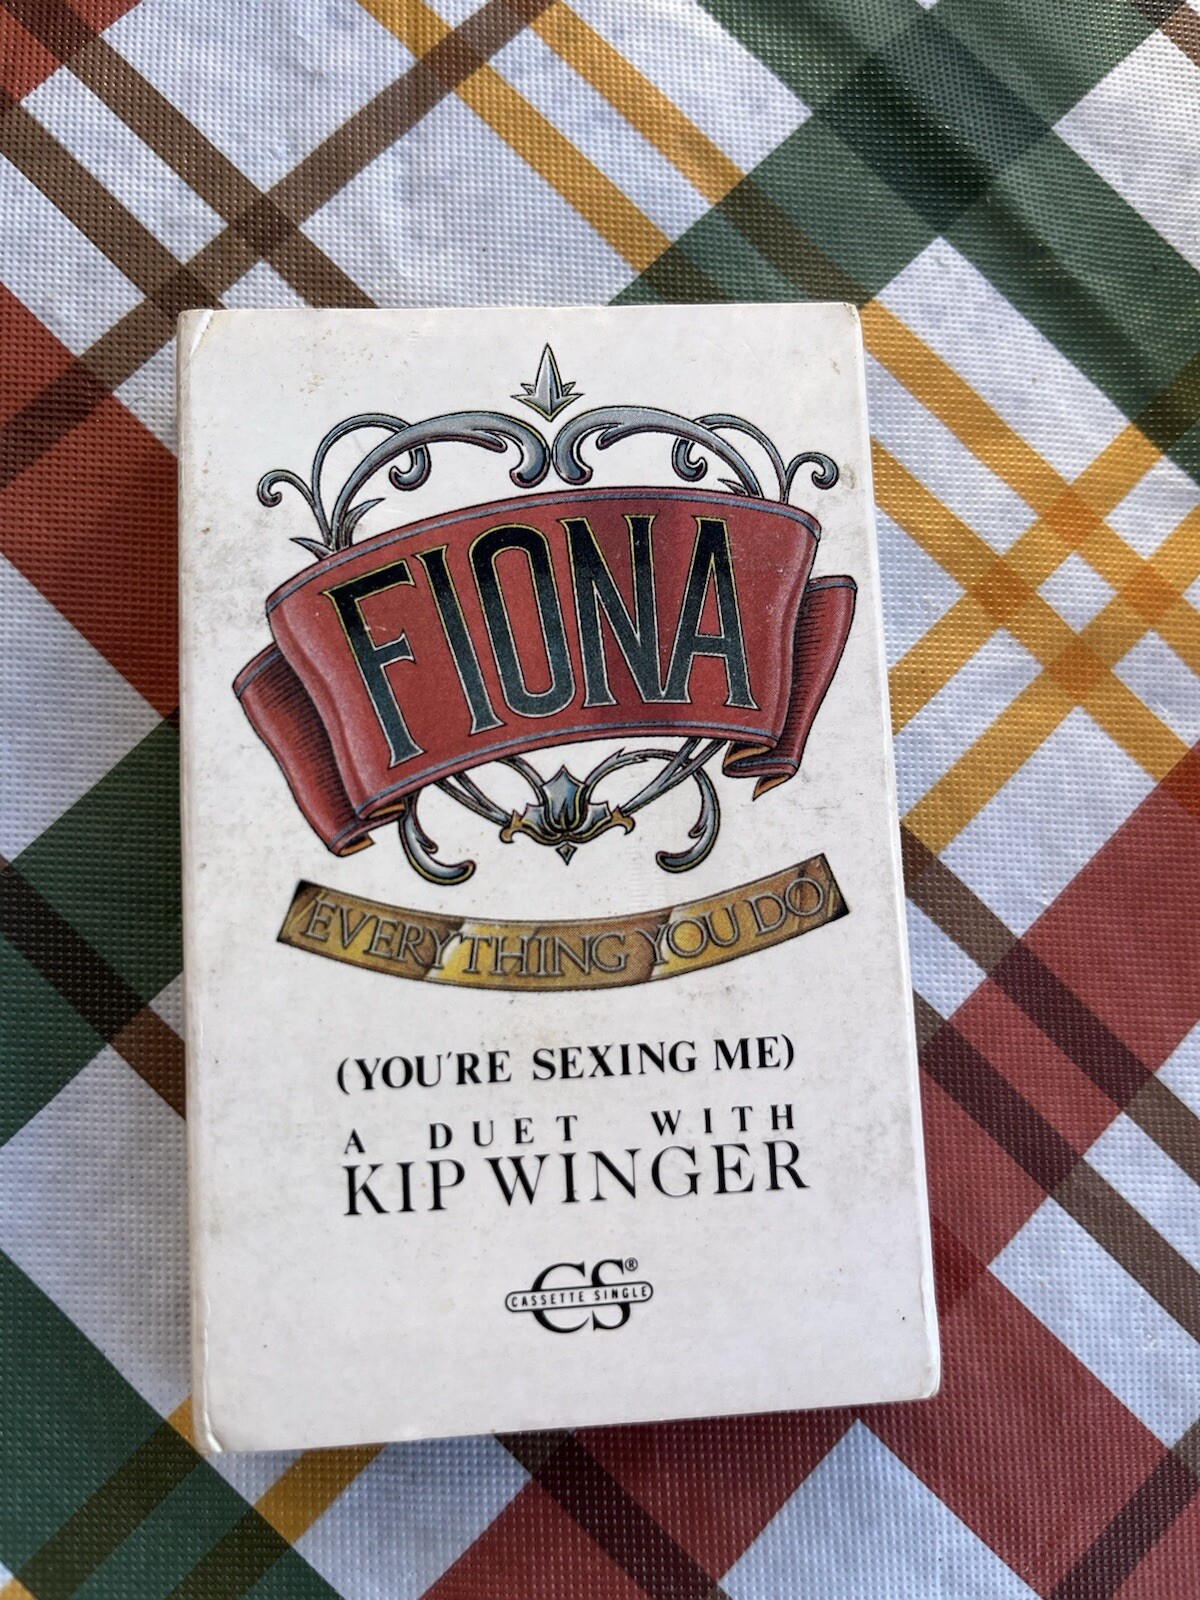 FIONA
EVERYTHING YOU DO
(YOU'RE SEXING ME)
A DUET WITH
KIP WINGER
CS®
CASSETTE SINGLE